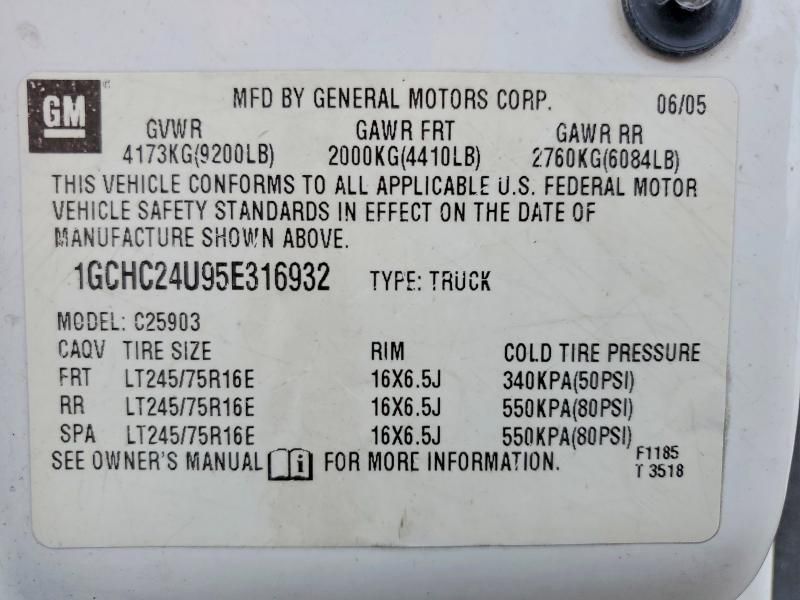 GM
MFD BY GENERAL MOTORS CORP. 06/05
GVWR GAWR FRT GAWR RR
4173KG(9200LB) 2000KG(4410LB) 2760KG(6084LB)
THIS VEHICLE CONFORMS TO ALL APPLICABLE U.S. FEDERAL MOTOR
VEHICLE SAFETY STANDARDS IN EFFECT ON THE DATE OF
MANUFACTURE SHOWN ABOVE.
1GCHC24U95E316932 TYPE: TRUCK
MODEL: C25903
CAQV TIRE SIZE RIM COLD TIRE PRESSURE
FRT LT245/75R16E 16X6.5J 340KPA(50PSI)
RR LT245/75R16E 16X6.5J 550KPA(80PSI)
SPA LT245/75R16E 16X6.5J 550KPA(80PSI)
SEE OWNER'S MANUAL i FOR MORE INFORMATION. F1185
T 3518